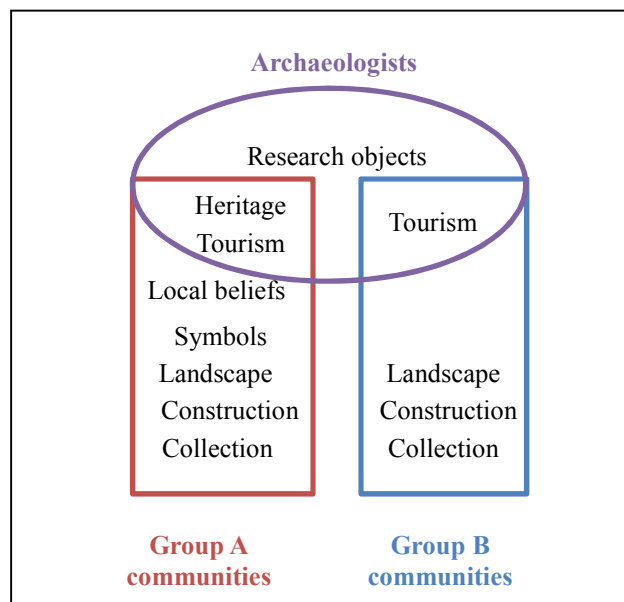 Archaeologists
Research objects
Heritage
Tourism
Local beliefs
Symbols
Landscape
Construction
Collection
Tourism
Landscape
Construction
Collection
Group A
communities
Group B
communities